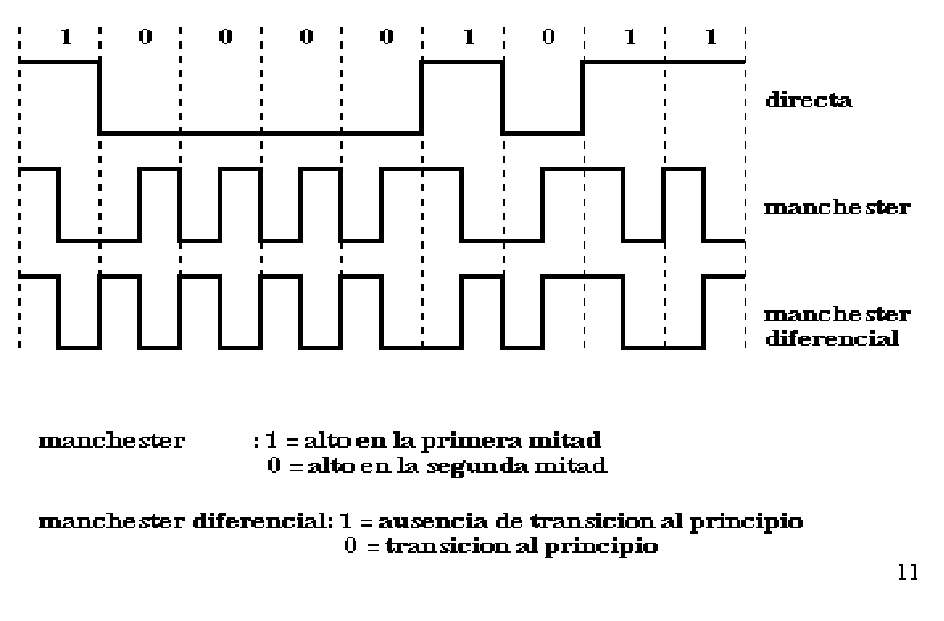 1 0 0 0 0 1 0 1 1
directa
manchester
manchester
diferencial
manchester : 1 = alto en la primera mitad
0 = alto en la segunda mitad
manchester diferencial: 1 = ausencia de transicion al principio
0 = transicion al principio
11